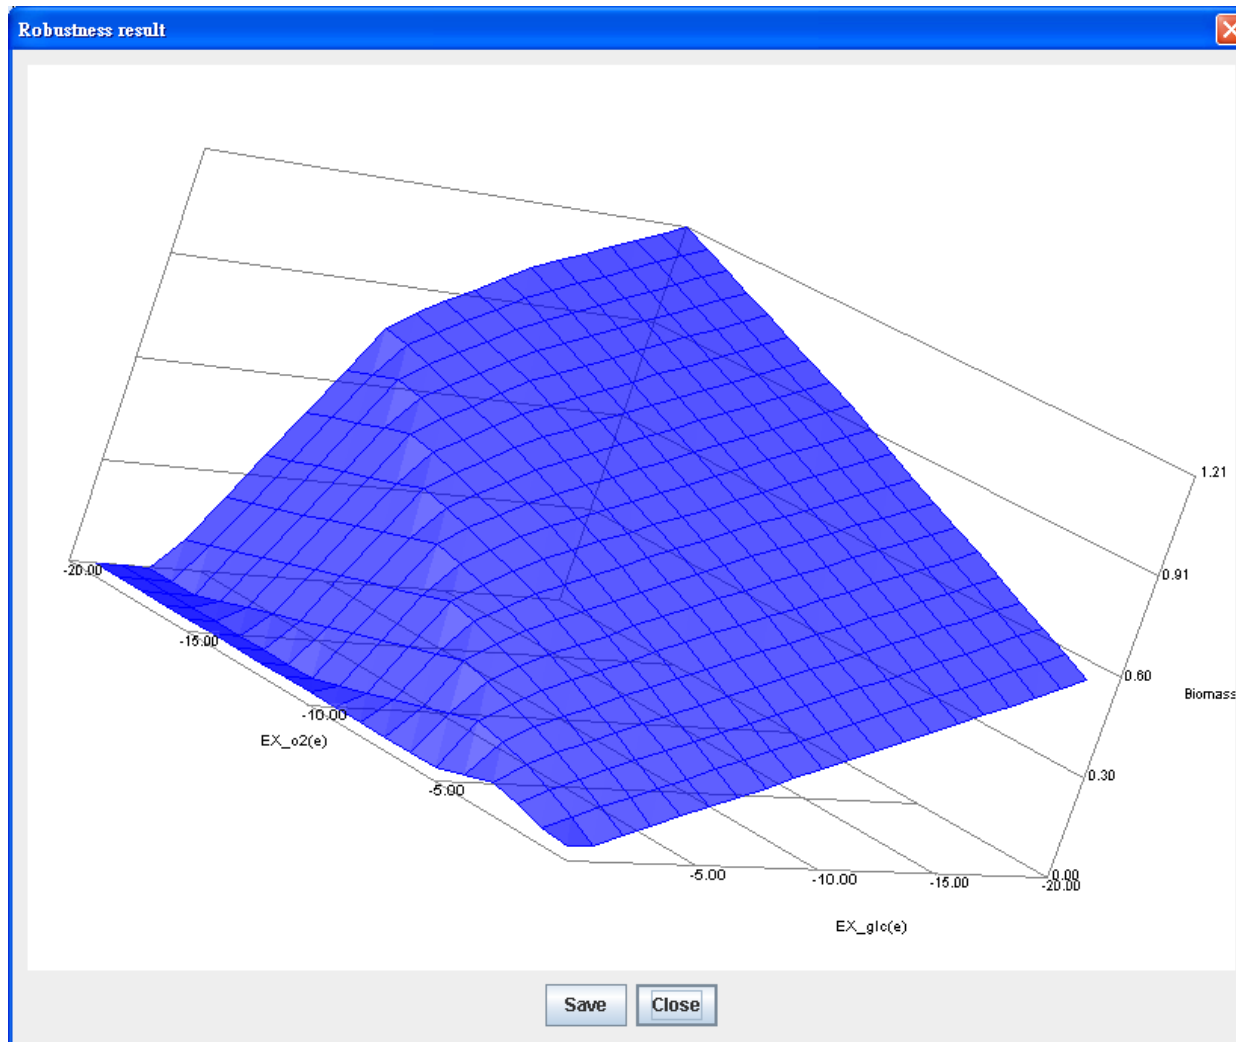 Robustness result
1.21
0.91
0.60
Biomass
0.30
0.00
-20.00
-15.00
-10.00
-5.00
EX_o2(e)
-5.00
-10.00
-15.00
-20.00
EX_glc(e)
Save
Close